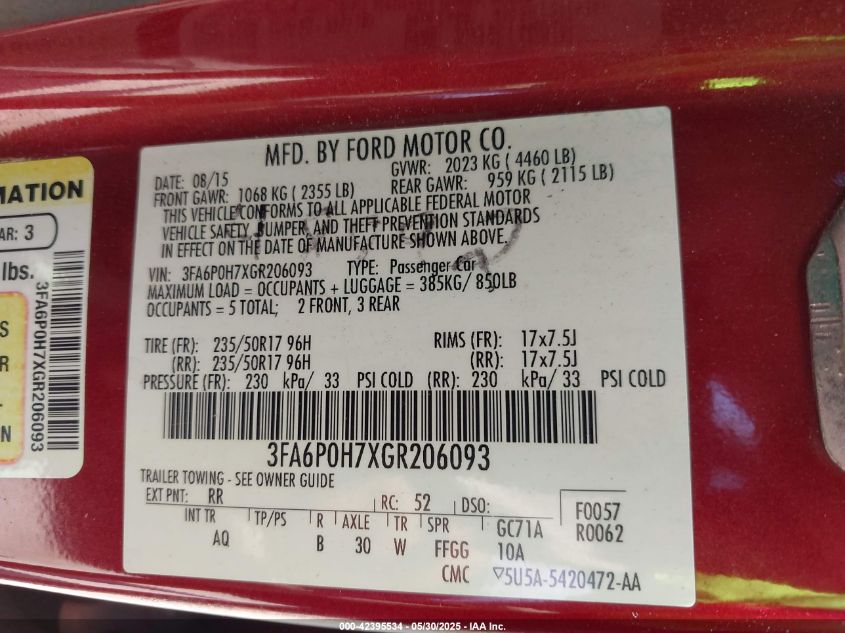 MATION
AR: 3
lbs.
S
R
N
3FA6P0H7XGR206093
MFD. BY FORD MOTOR CO.
DATE: 08/15
GVWR: 2023 KG ( 4460 LB)
FRONT GAWR: 1068 KG ( 2355 LB)
REAR GAWR: 959 KG ( 2115 LB)
THIS VEHICLE CONFORMS TO ALL APPLICABLE FEDERAL MOTOR
VEHICLE SAFETY, BUMPER, AND THEFT PREVENTION STANDARDS
IN EFFECT ON THE DATE OF MANUFACTURE SHOWN ABOVE.
VIN: 3FA6P0H7XGR206093 TYPE: Passenger Car
MAXIMUM LOAD = OCCUPANTS + LUGGAGE = 385KG/ 850LB
OCCUPANTS = 5 TOTAL; 2 FRONT, 3 REAR
TIRE (FR): 235/50R17 96H RIMS (FR): 17x7.5J
(RR): 235/50R17 96H (RR): 17x7.5J
PRESSURE (FR): 230 kPa/ 33 PSI COLD (RR): 230 kPa/ 33 PSI COLD
3FA6P0H7XGR206093
TRAILER TOWING - SEE OWNER GUIDE
EXT PNT: RR RC: 52 DSO: F0057
INT TR TP/PS R AXLE TR SPR GC71A R0062
AQ B 30 W FFGG 10A
CMC ▽5U5A-5420472-AA
000-42395534 - 05/30/2025 - IAA Inc.